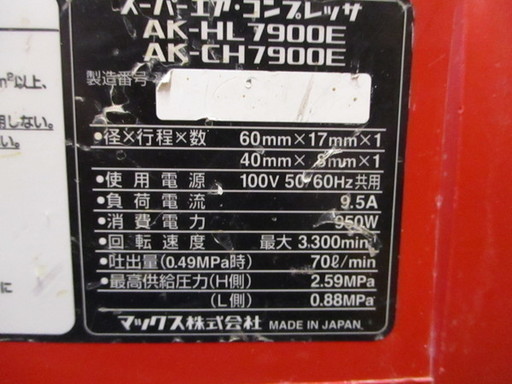 スーパーエア・コンプレッサ
AK-HL7900E
AK-CH7900E
製造番号
•径×行程×数 60mm×17mm×1
40mm×8mm×1
•使用電源 100V 50/60Hz共用
•負荷電流 9.5A
•消費電力 950W
•回転速度 最大 3,300min
•吐出量(0.49MPa時) 70ℓ/min
•最高供給圧力(H側) 2.59MPa
(L側) 0.88MPa
マックス株式会社 MADE IN JAPAN
m²以上、
用しない。
い。
に